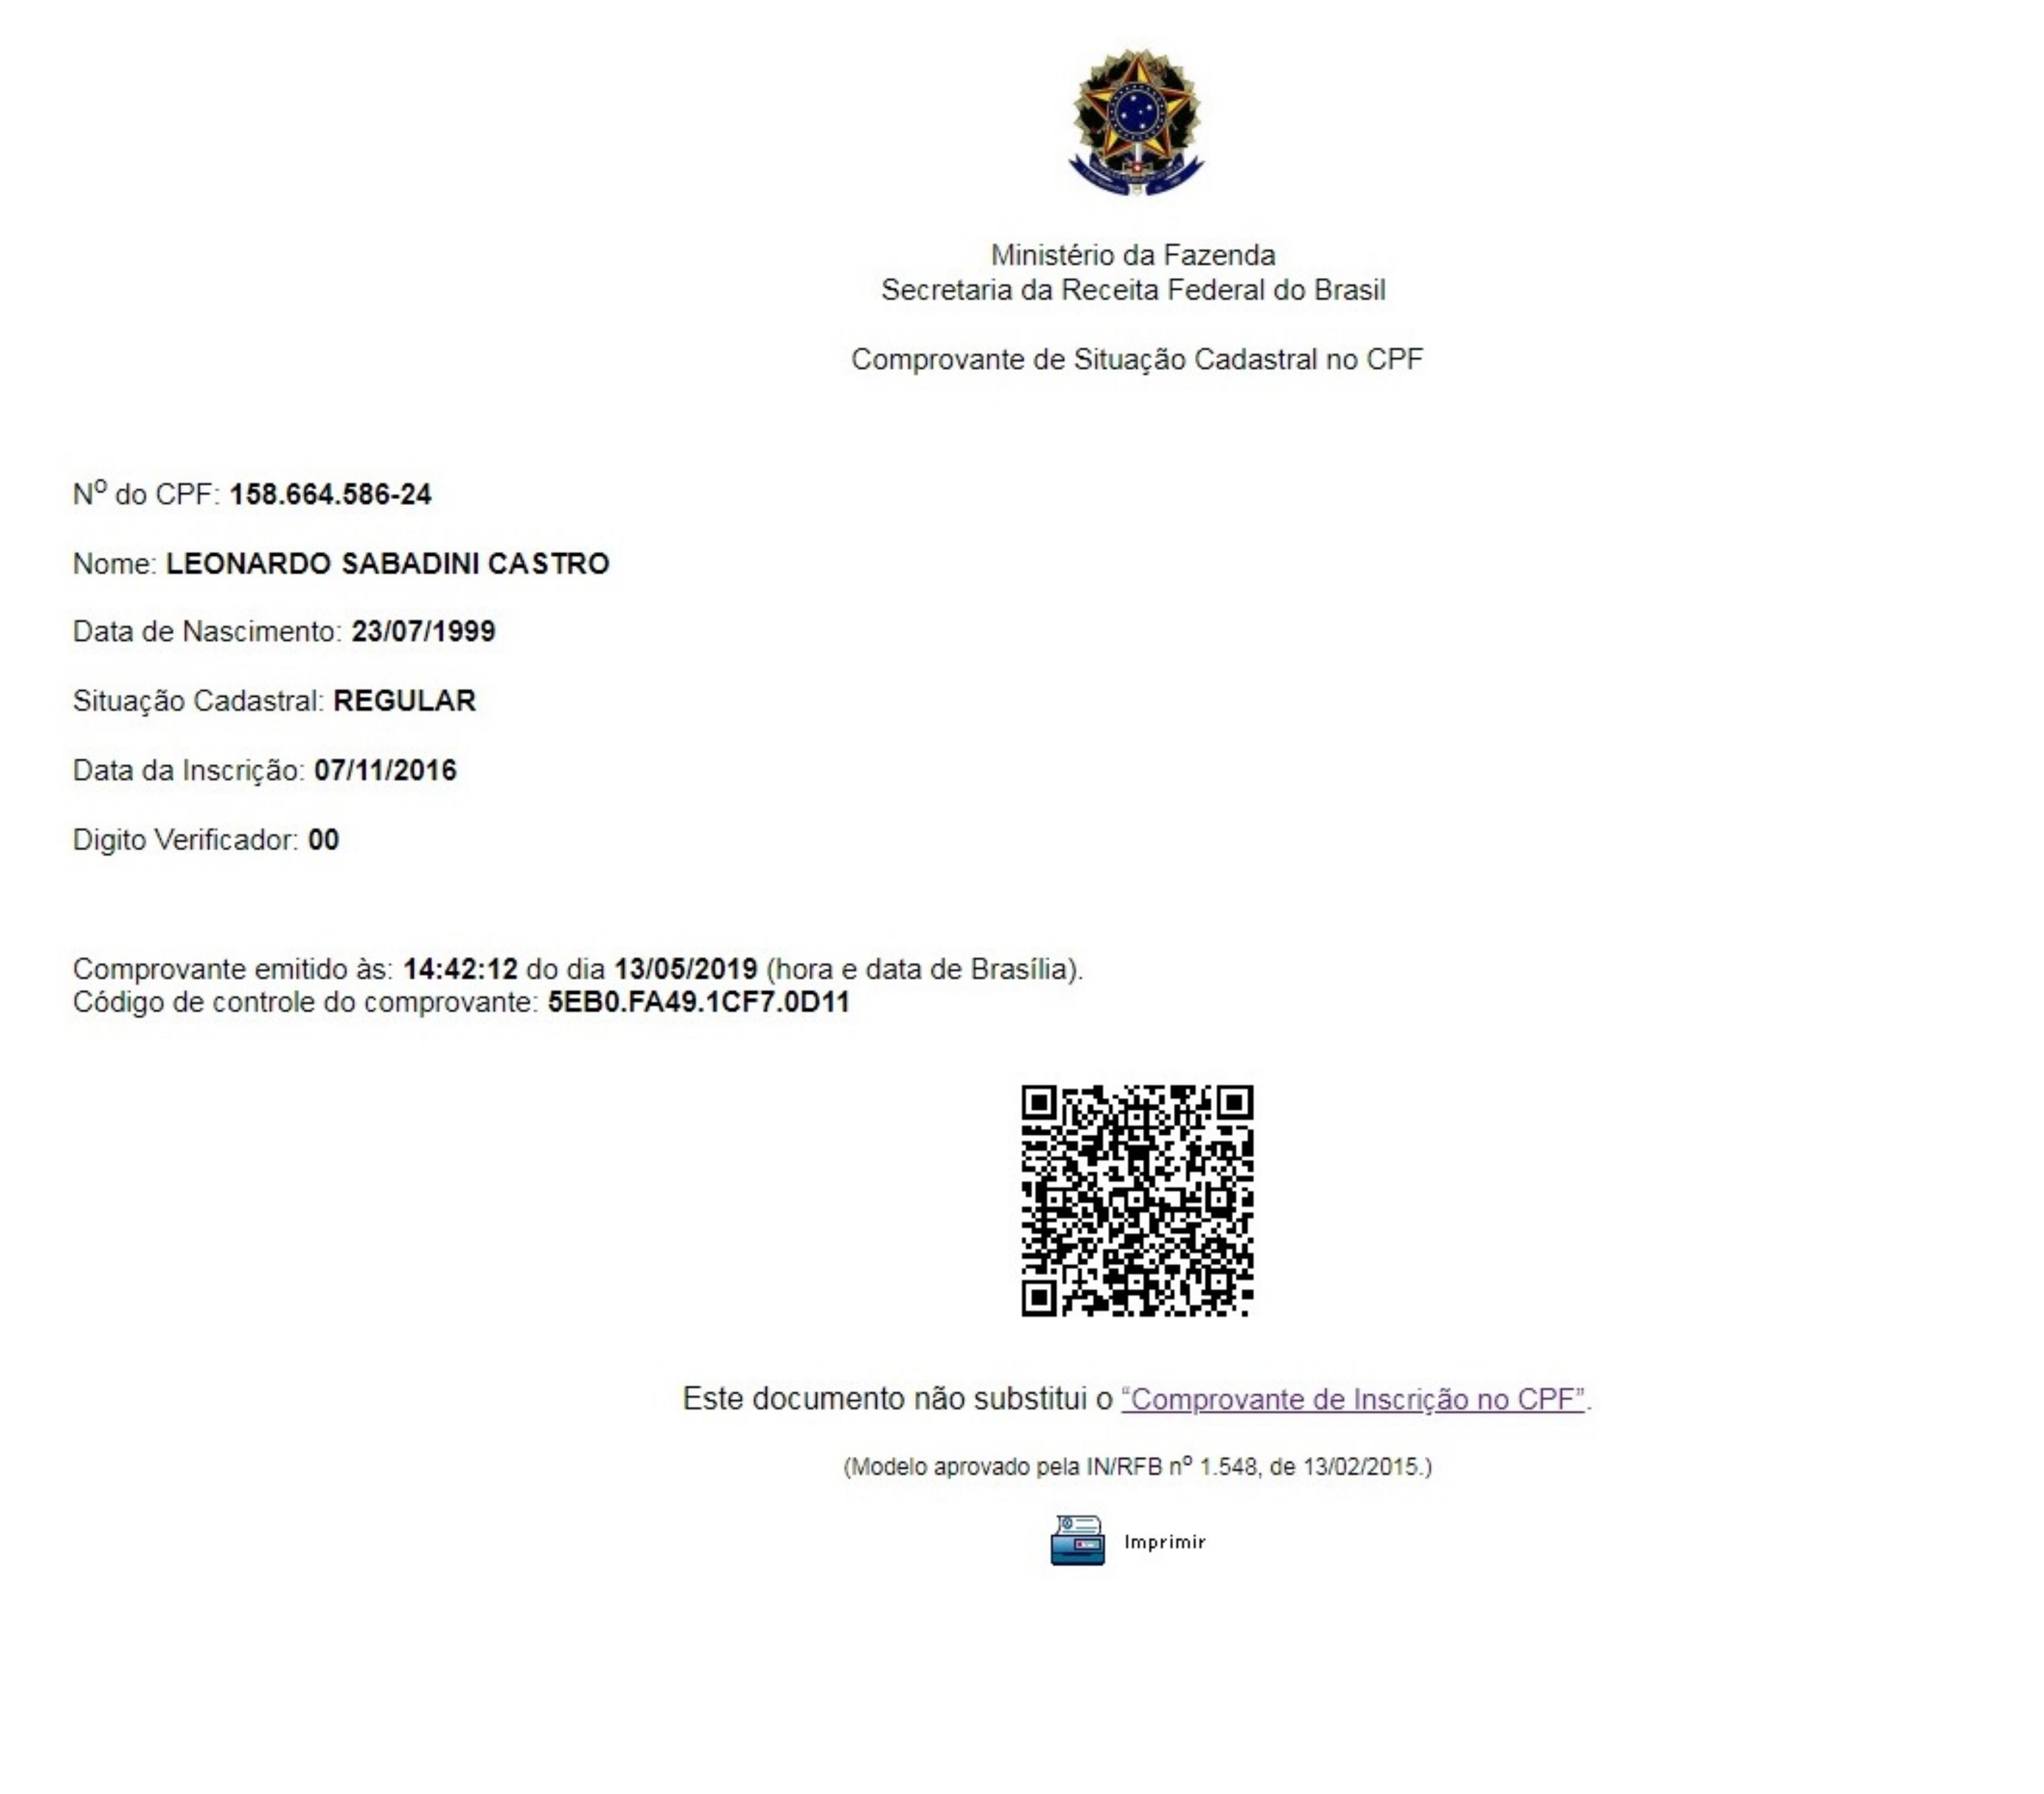 Ministério da Fazenda
Secretaria da Receita Federal do Brasil
Comprovante de Situação Cadastral no CPF
Nº do CPF: 158.664.586-24
Nome: LEONARDO SABADINI CASTRO
Data de Nascimento: 23/07/1999
Situação Cadastral: REGULAR
Data da Inscrição: 07/11/2016
Digito Verificador: 00
Comprovante emitido às: 14:42:12 do dia 13/05/2019 (hora e data de Brasília).
Código de controle do comprovante: 5EB0.FA49.1CF7.0D11
Este documento não substitui o “Comprovante de Inscrição no CPF”.
(Modelo aprovado pela IN/RFB nº 1.548, de 13/02/2015.)
Imprimir